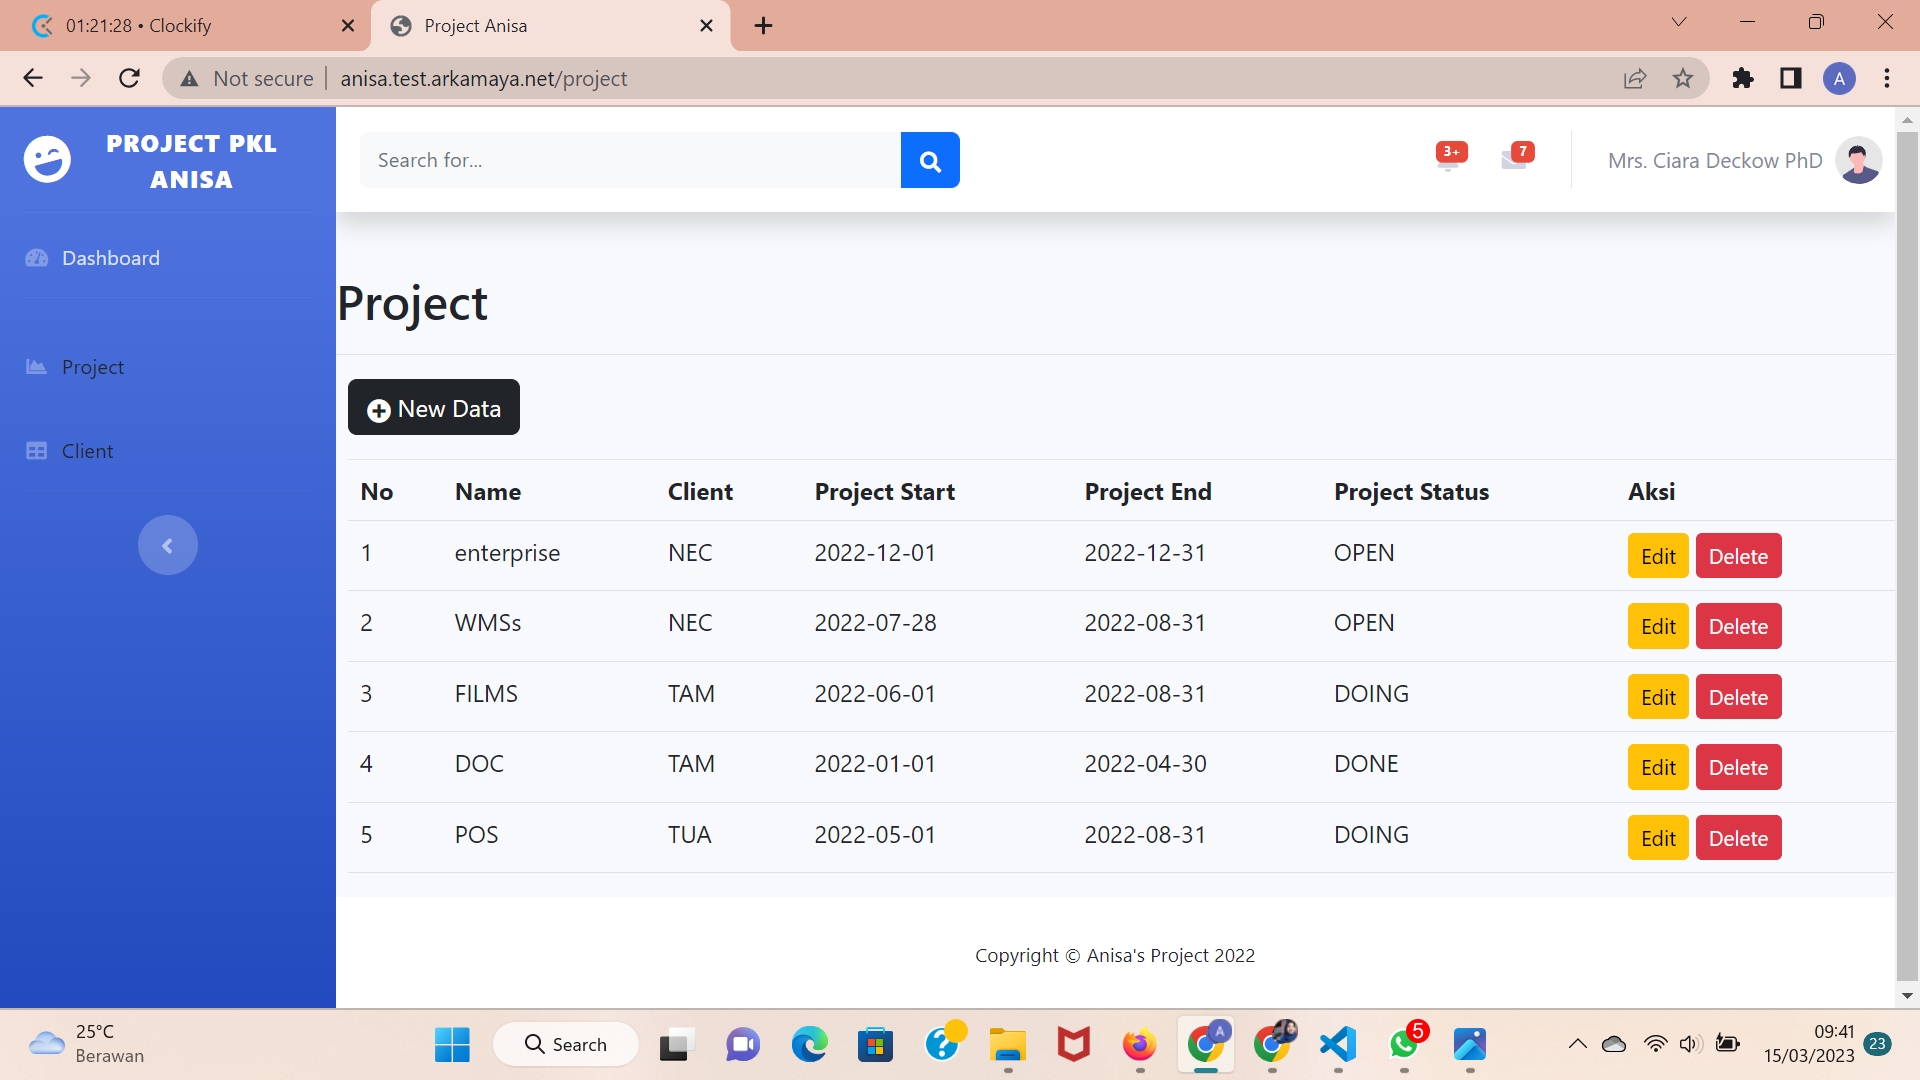 01:21:28 • Clockify
Project Anisa
Not secure
anisa.test.arkamaya.net/project
A
PROJECT PKL
ANISA
Search for...
3+
7
Mrs. Ciara Deckow PhD
Dashboard
Project
Client
Project
New Data
No Name Client Project Start Project End Project Status Aksi
1 enterprise NEC 2022-12-01 2022-12-31 OPEN Edit Delete
2 WMSs NEC 2022-07-28 2022-08-31 OPEN Edit Delete
3 FILMS TAM 2022-06-01 2022-08-31 DOING Edit Delete
4 DOC TAM 2022-01-01 2022-04-30 DONE Edit Delete
5 POS TUA 2022-05-01 2022-08-31 DOING Edit Delete
Copyright © Anisa's Project 2022
25°C
Berawan
Search
A
5
09:41
15/03/2023
23